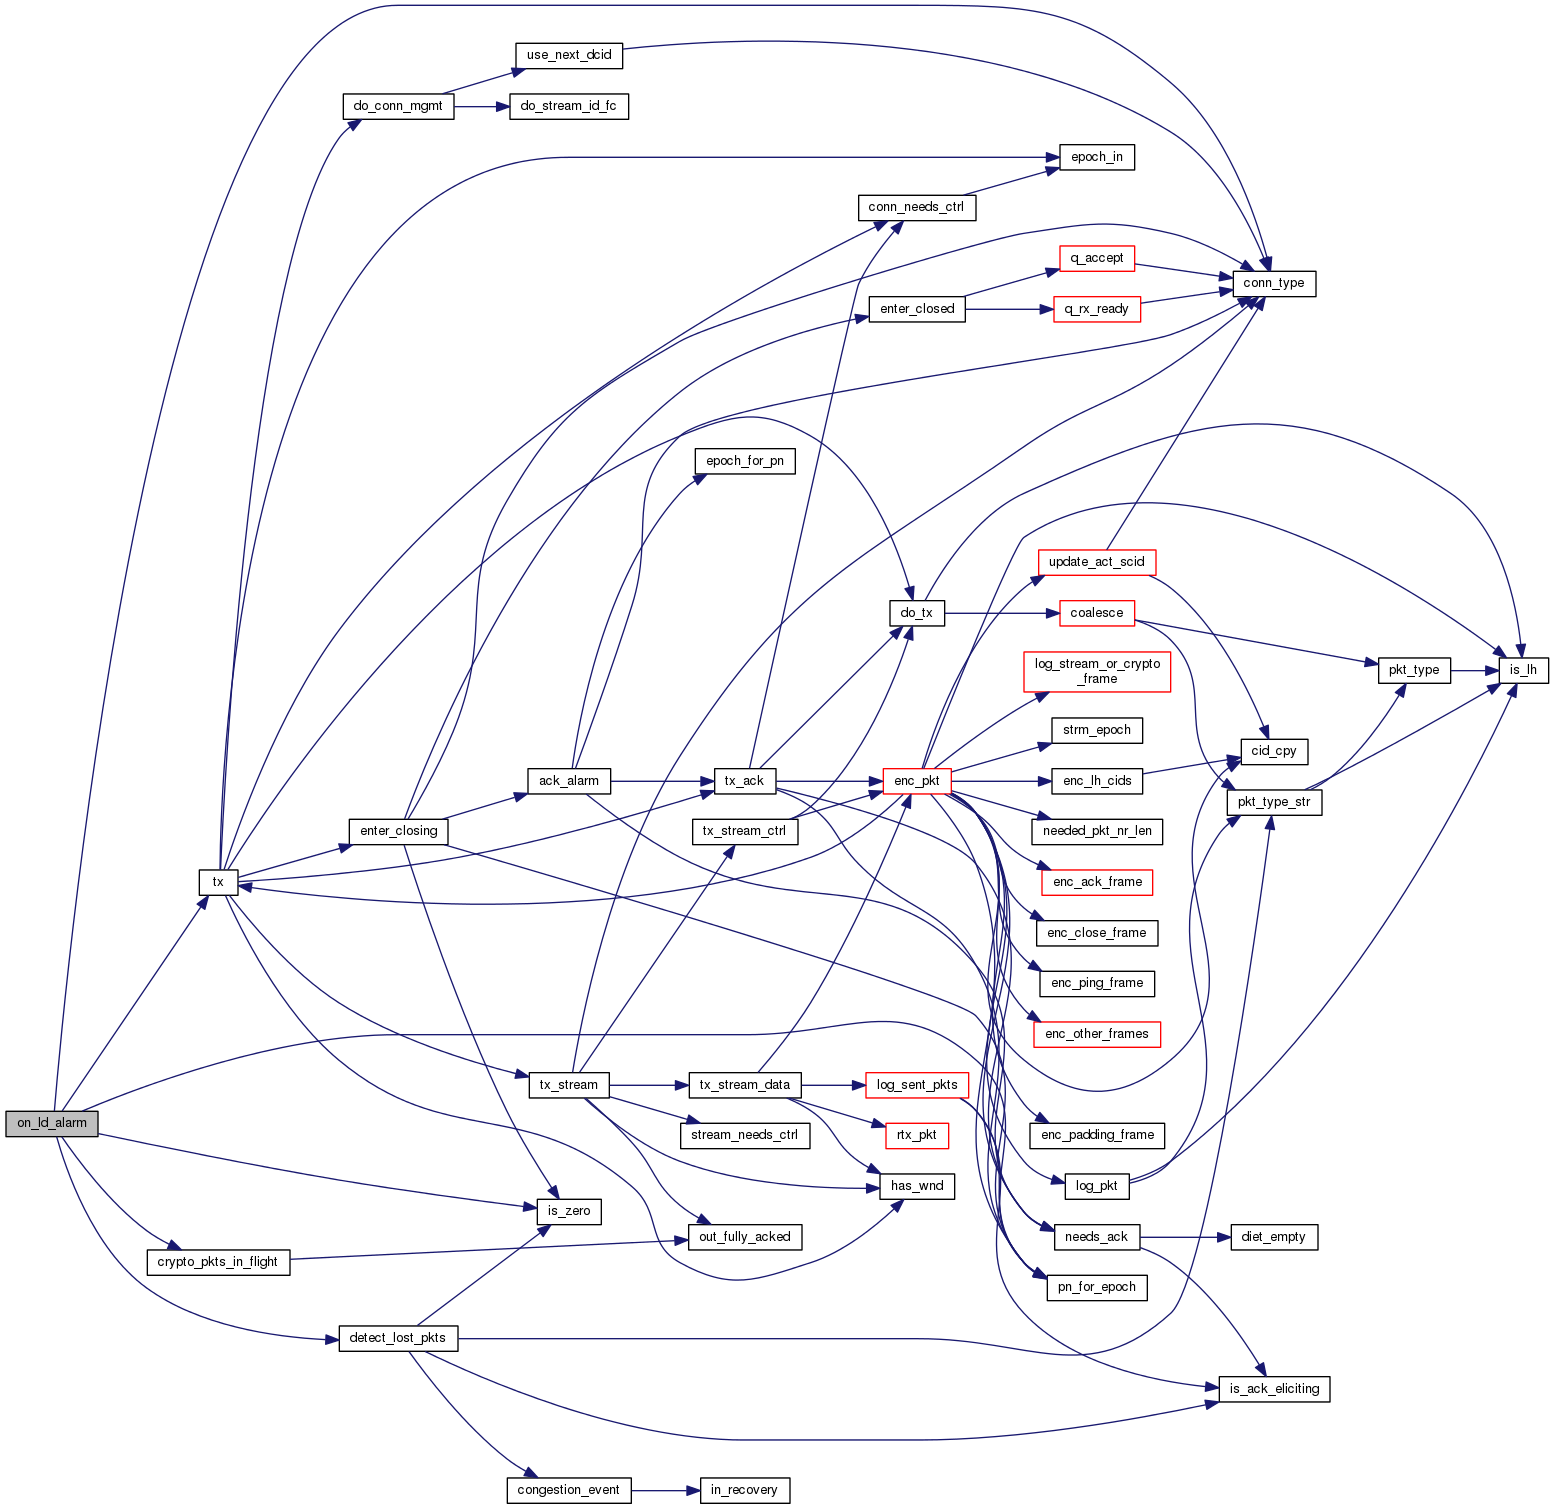 use_next_dcid
do_conn_mgmt
do_stream_id_fc
epoch_in
conn_needs_ctrl
q_accept
conn_type
enter_closed
q_rx_ready
epoch_for_pn
update_act_scid
do_tx
coalesce
log_stream_or_crypto
_frame
pkt_type
is_lh
strm_epoch
cid_cpy
ack_alarm
tx_ack
enc_pkt
enc_lh_cids
pkt_type_str
enter_closing
tx_stream_ctrl
needed_pkt_nr_len
tx
enc_ack_frame
enc_close_frame
enc_ping_frame
enc_other_frames
tx_stream
tx_stream_data
log_sent_pkts
on_ld_alarm
stream_needs_ctrl
rtx_pkt
enc_padding_frame
has_wnd
log_pkt
is_zero
out_fully_acked
needs_ack
diet_empty
crypto_pkts_in_flight
pn_for_epoch
detect_lost_pkts
is_ack_eliciting
congestion_event
in_recovery